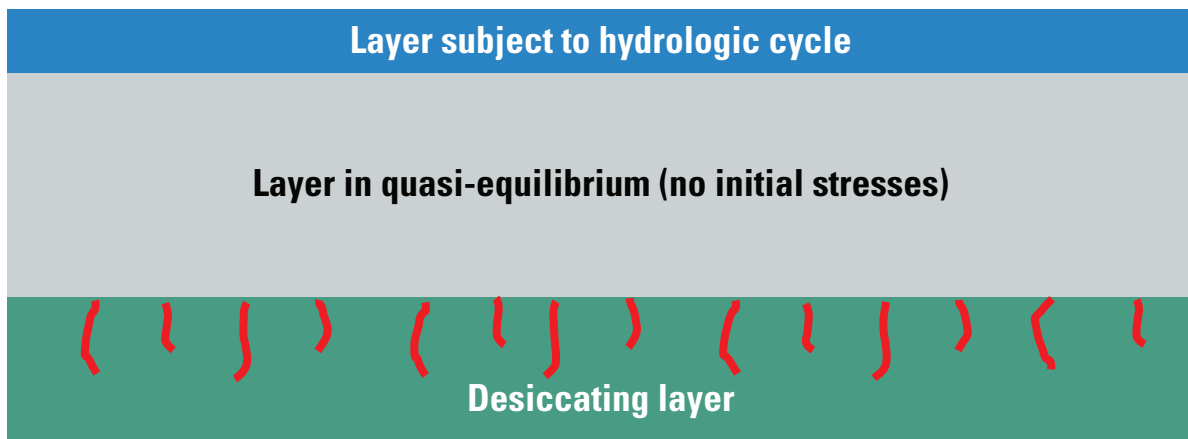 Layer subject to hydrologic cycle
Layer in quasi-equilibrium (no initial stresses)
Desiccating layer